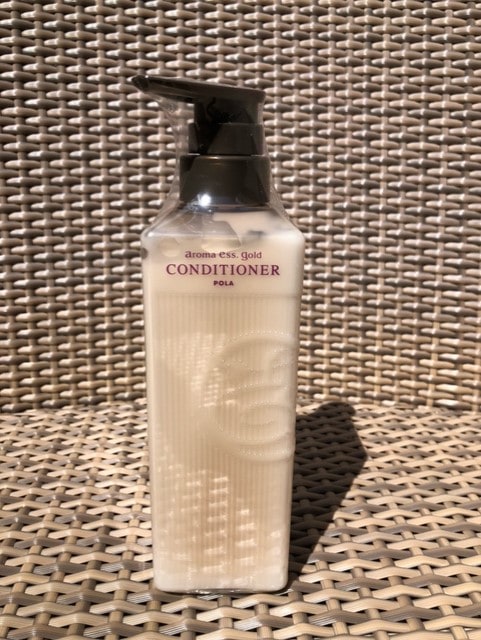 aroma ess. gold
CONDITIONER
POLA